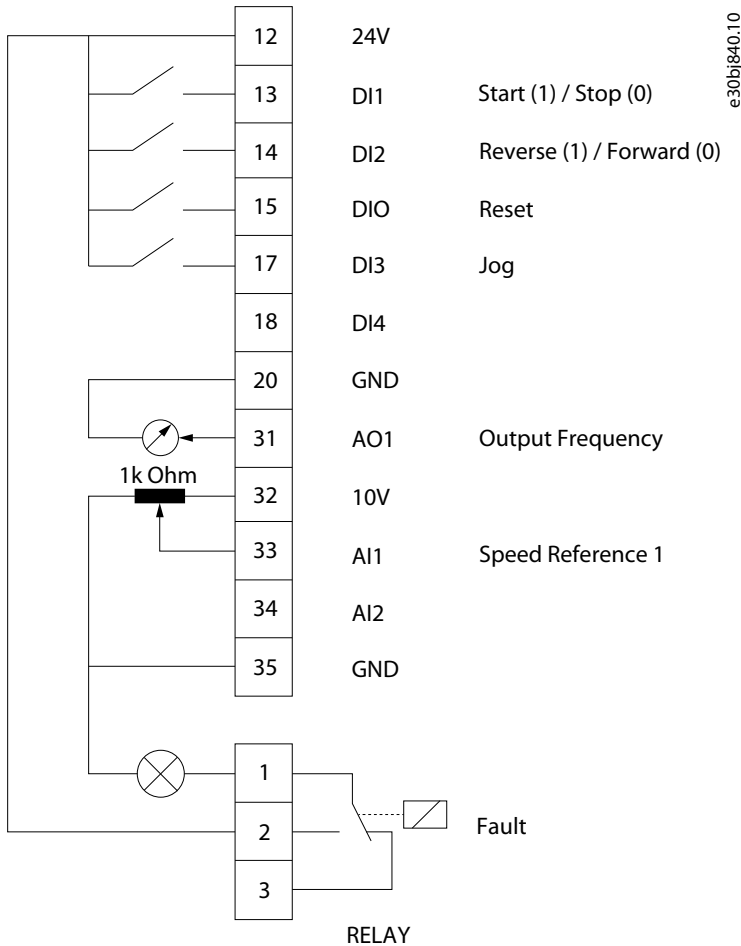 12 24V
13 DI1 Start (1) / Stop (0)
14 DI2 Reverse (1) / Forward (0)
15 DIO Reset
17 DI3 Jog
18 DI4
20 GND
31 AO1 Output Frequency
1k Ohm
32 10V
33 AI1 Speed Reference 1
34 AI2
35 GND
1
2 Fault
3
RELAY
e30bj840.10